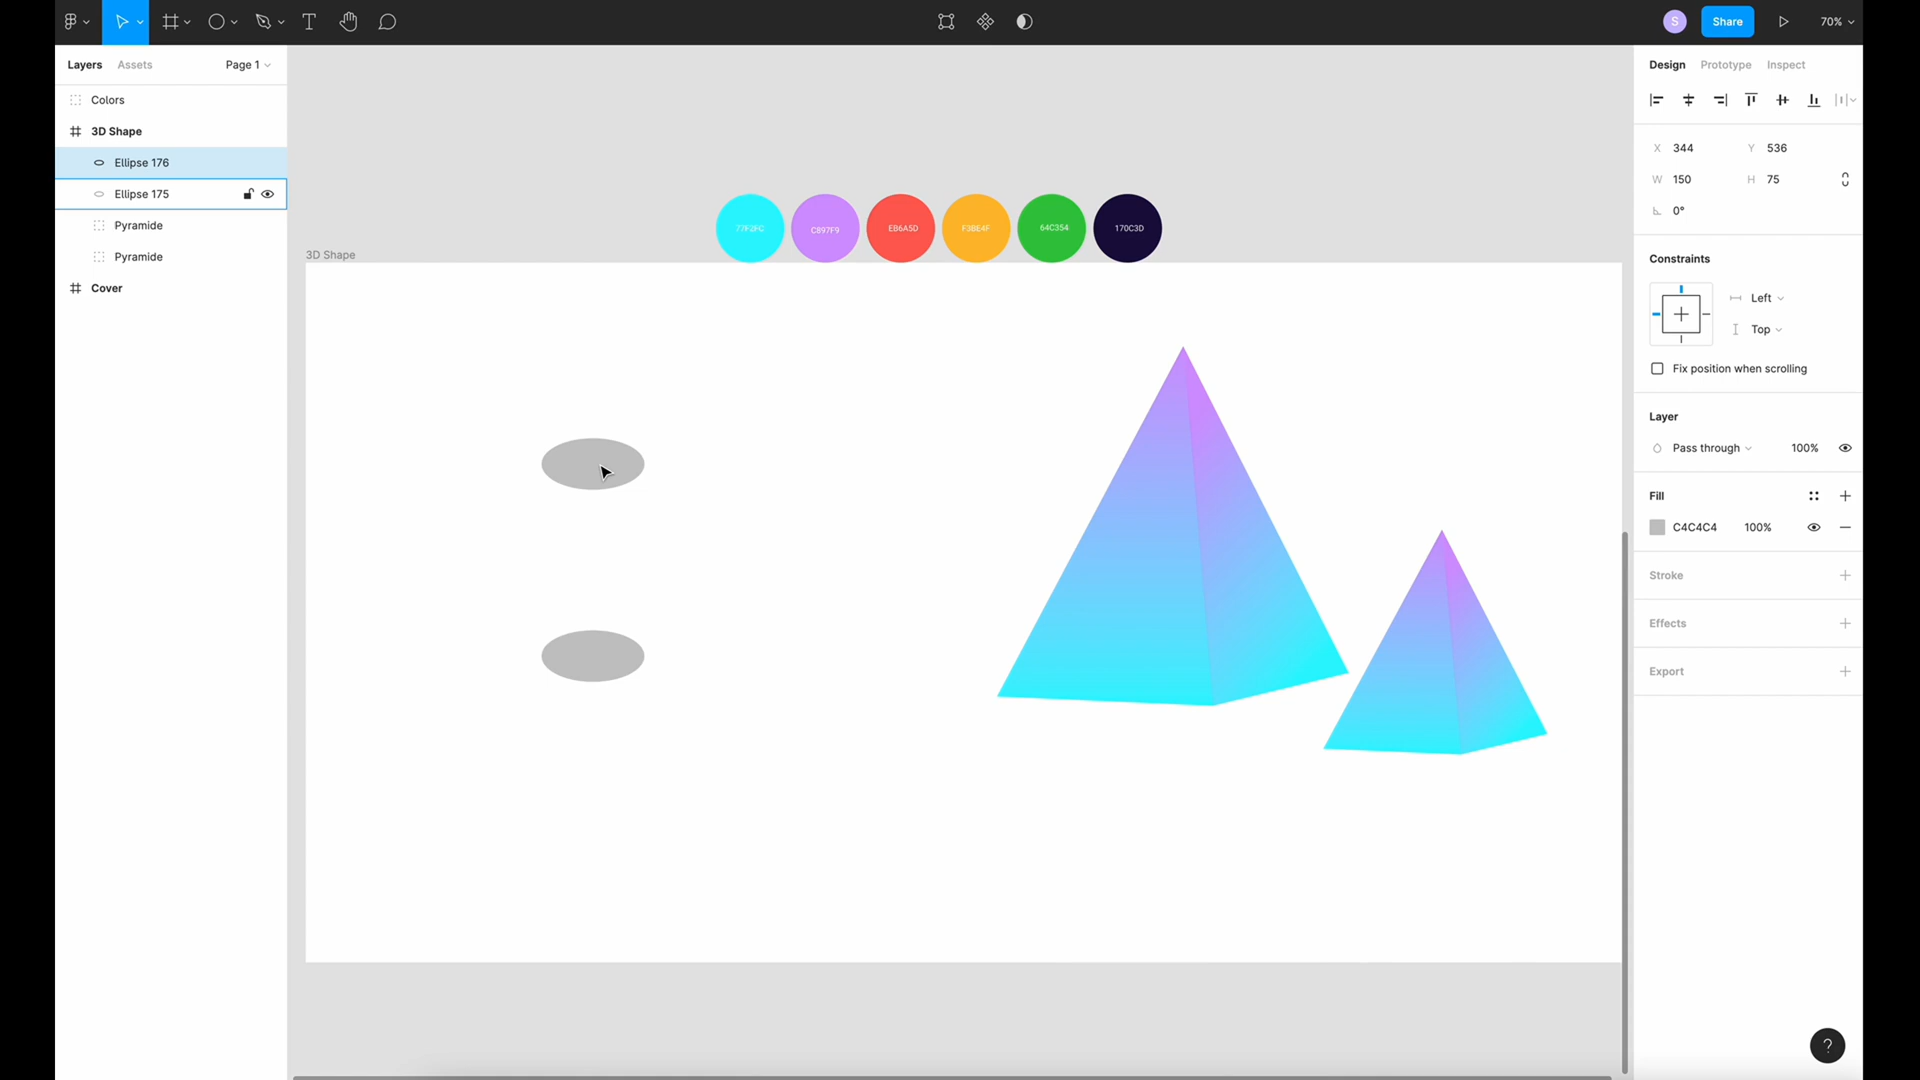 S
Share
70%
Layers
Assets
Page 1
Colors
3D Shape
Ellipse 176
Ellipse 175
Pyramide
Pyramide
Cover
77F2FC
C897F9
EB6A5D
F3BE4F
64C354
170C3D
3D Shape
Design
Prototype
Inspect
X 344
Y 536
W 150
H 75
0°
Constraints
Left
Top
Fix position when scrolling
Layer
Pass through
100%
Fill
C4C4C4
100%
Stroke
Effects
Export
?